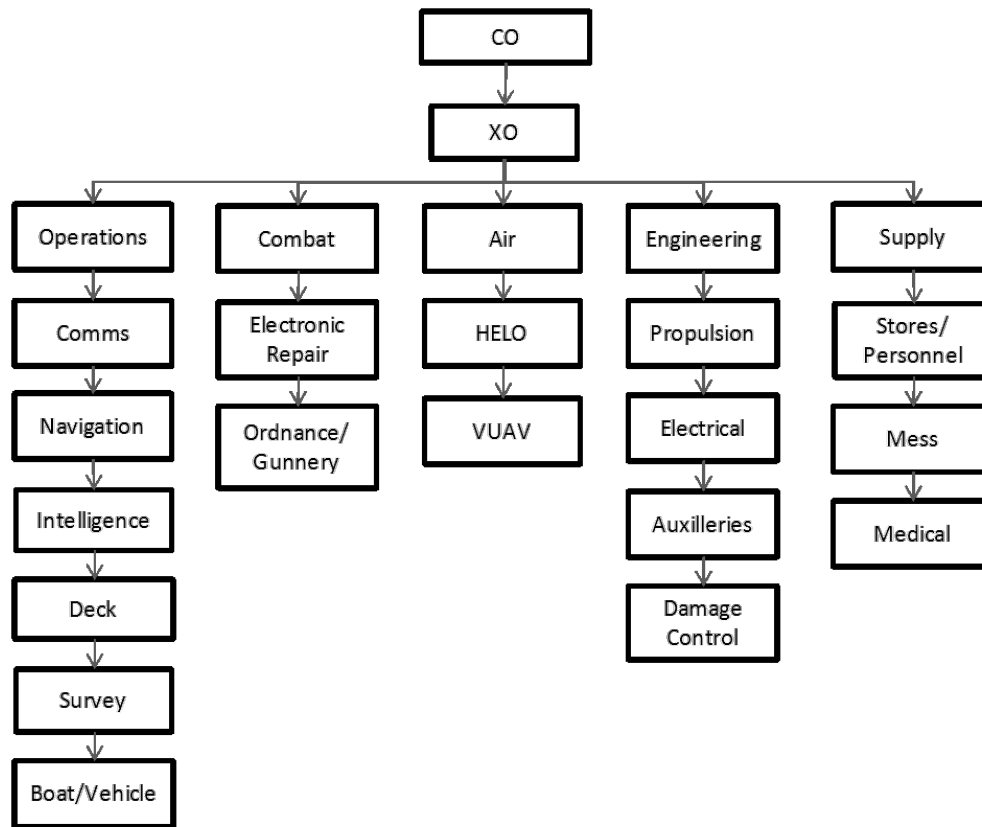 CO
XO
Operations
Combat
Air
Engineering
Supply
Comms
Electronic
Repair
HELO
Propulsion
Stores/
Personnel
Navigation
Ordnance/
Gunnery
VUAV
Electrical
Mess
Intelligence
Auxilleries
Medical
Deck
Damage
Control
Survey
Boat/Vehicle